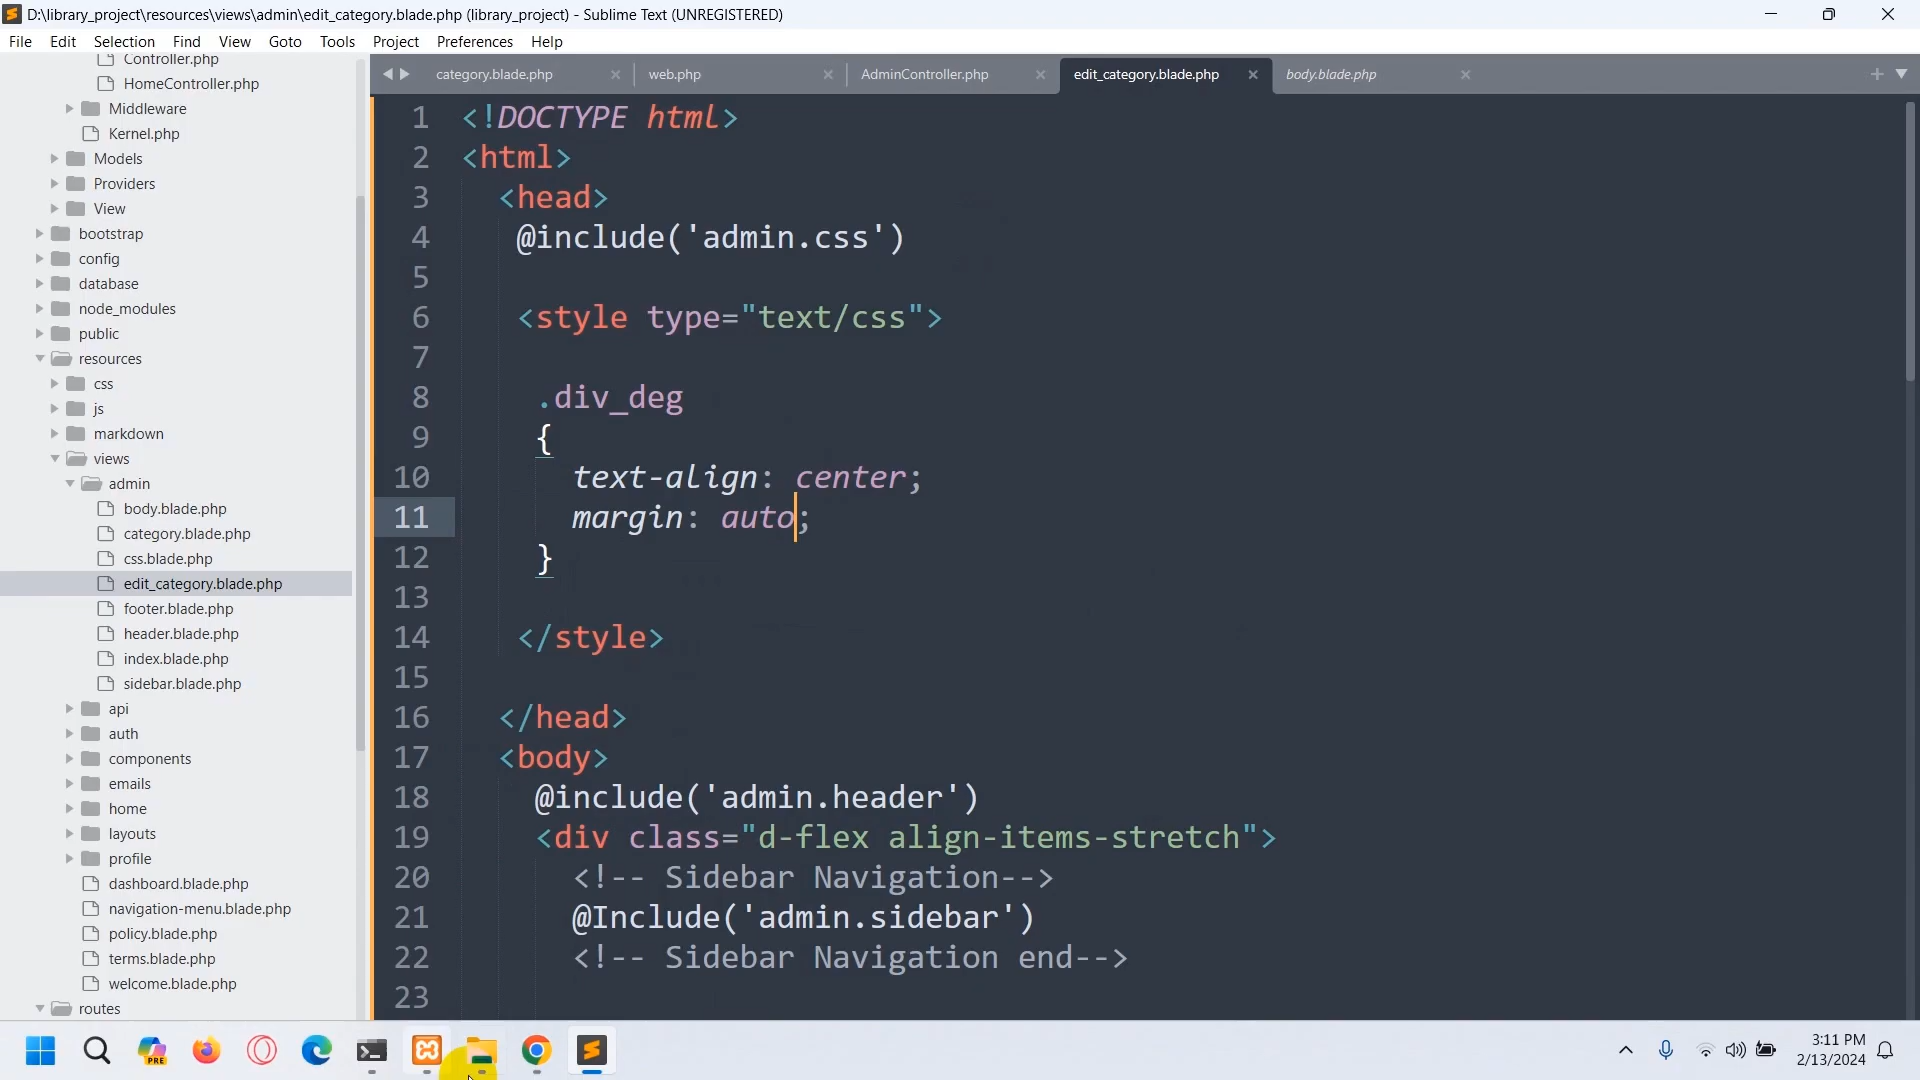 D:\library_project\resources\views\admin\edit_category.blade.php (library_project) - Sublime Text (UNREGISTERED)
File Edit Selection Find View Goto Tools Project Preferences Help
Controller.php
HomeController.php
Middleware
Kernel.php
Models
Providers
View
bootstrap
config
database
node_modules
public
resources
css
js
markdown
views
admin
body.blade.php
category.blade.php
css.blade.php
edit_category.blade.php
footer.blade.php
header.blade.php
index.blade.php
sidebar.blade.php
api
auth
components
emails
home
layouts
profile
dashboard.blade.php
navigation-menu.blade.php
policy.blade.php
terms.blade.php
welcome.blade.php
routes
category.blade.php web.php AdminController.php edit_category.blade.php body.blade.php
1 <!DOCTYPE html>
2 <html>
3 <head>
4 @include('admin.css')
5
6 <style type="text/css">
7
8 .div_deg
9 {
10 text-align: center;
11 margin: auto;
12 }
13
14 </style>
15
16 </head>
17 <body>
18 @include('admin.header')
19 <div class="d-flex align-items-stretch">
20 <!-- Sidebar Navigation-->
21 @Include('admin.sidebar')
22 <!-- Sidebar Navigation end-->
23
PRE
3:11 PM
2/13/2024